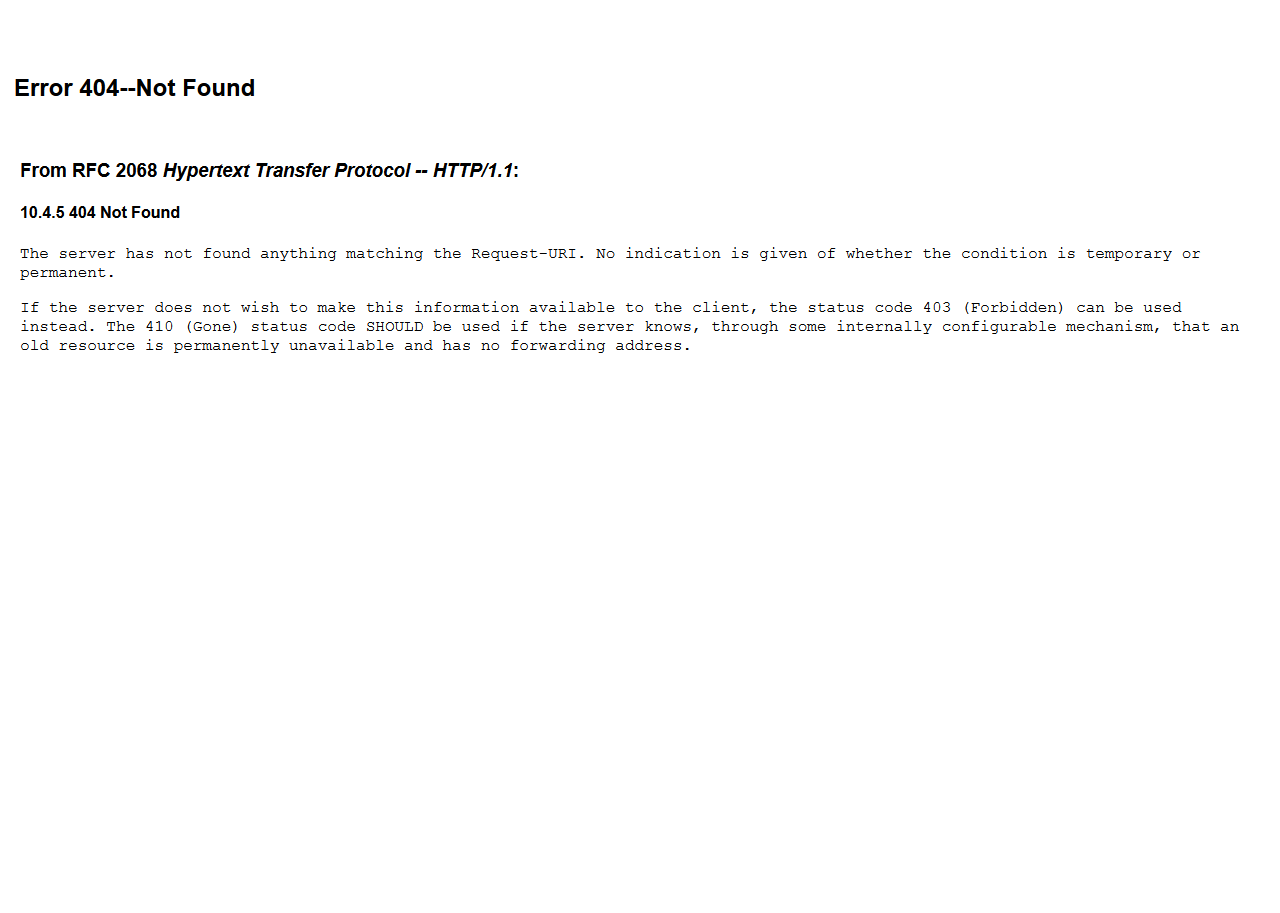 Error 404--Not Found
From RFC 2068 Hypertext Transfer Protocol -- HTTP/1.1:
10.4.5 404 Not Found
The server has not found anything matching the Request-URI. No indication is given of whether the condition is temporary or
permanent.
If the server does not wish to make this information available to the client, the status code 403 (Forbidden) can be used
instead. The 410 (Gone) status code SHOULD be used if the server knows, through some internally configurable mechanism, that an
old resource is permanently unavailable and has no forwarding address.